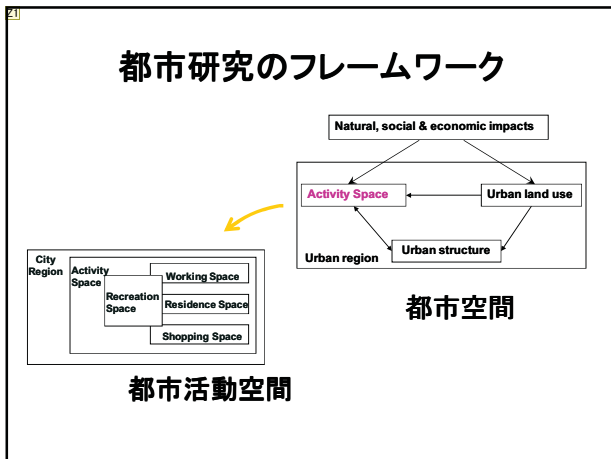 21
都市研究のフレームワーク
Natural, social & economic impacts
Activity Space
Urban land use
Urban structure
Urban region
都市空間
City
Region
Activity
Space
Recreation
Space
Working Space
Residence Space
Shopping Space
都市活動空間